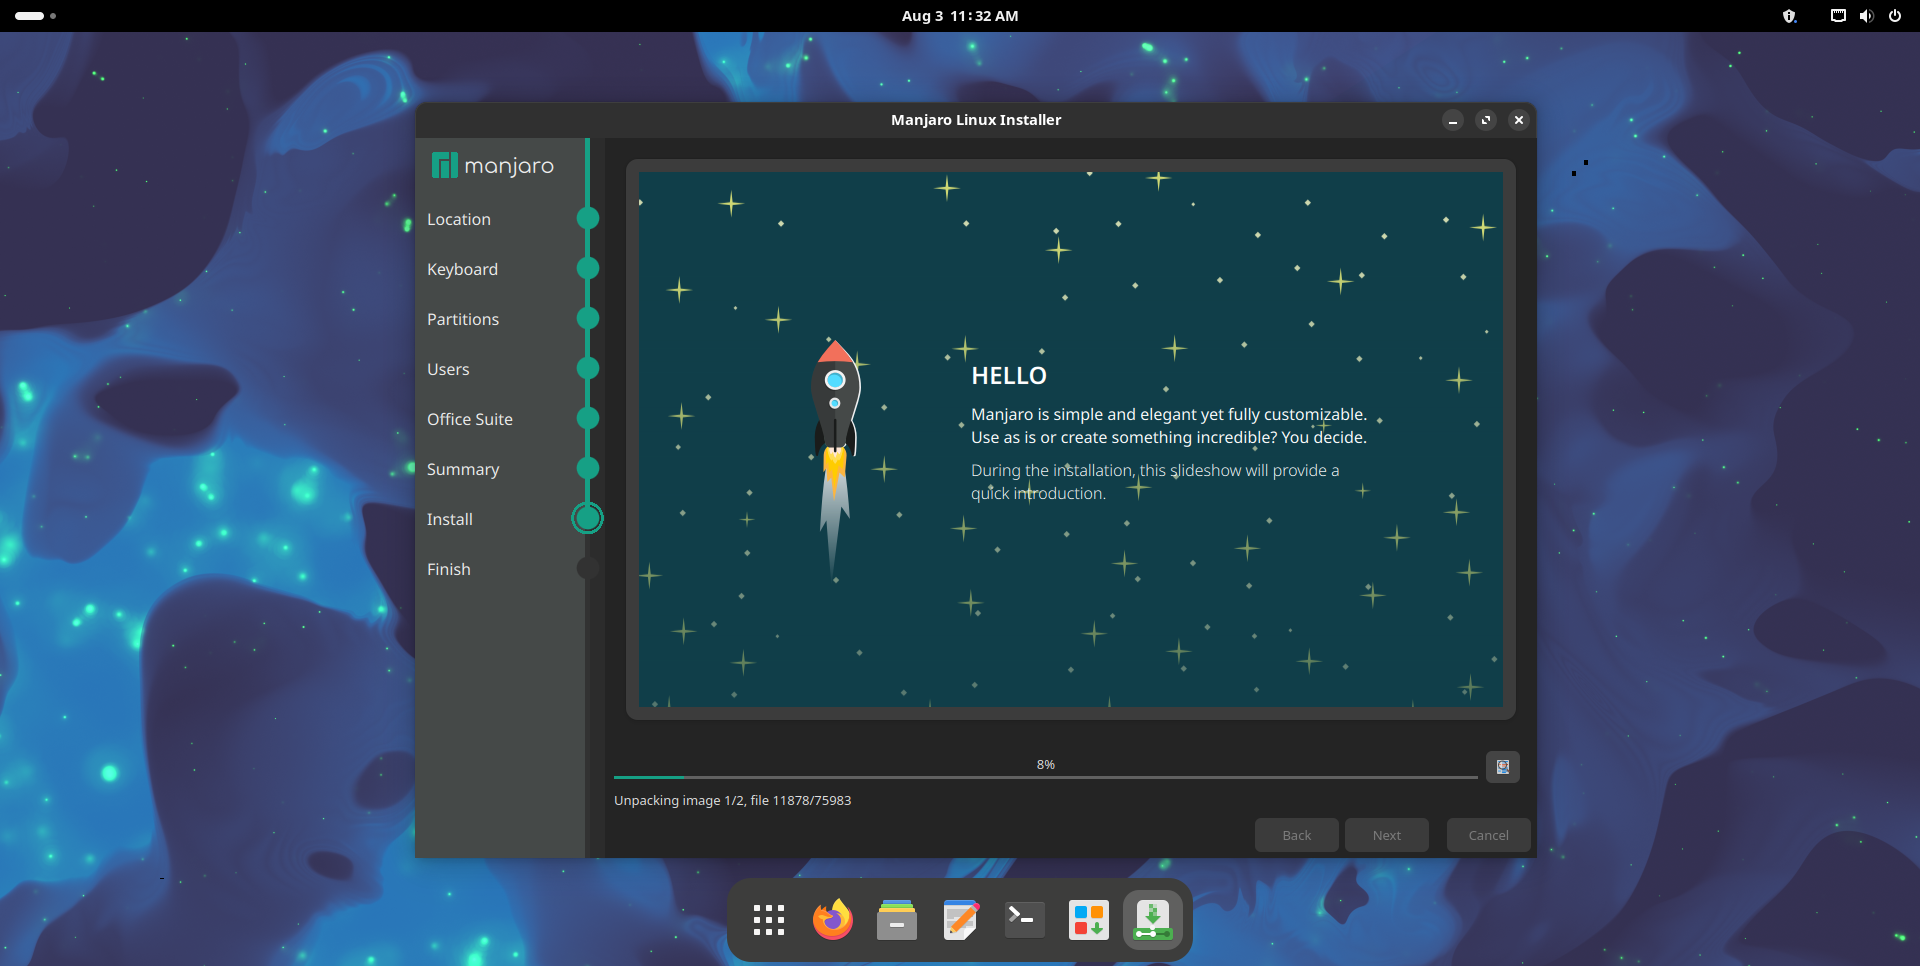 Aug 3 11:32 AM
Manjaro Linux Installer
manjaro
Location
Keyboard
Partitions
Users
Office Suite
Summary
Install
Finish
HELLO
Manjaro is simple and elegant yet fully customizable.
Use as is or create something incredible? You decide.
During the installation, this slideshow will provide a
quick introduction.
8%
Unpacking image 1/2, file 11878/75983
Back
Next
Cancel